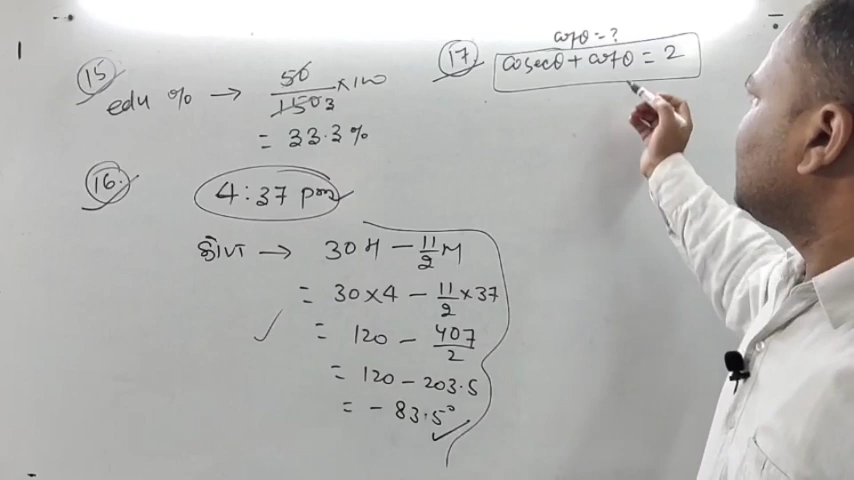 15
edu % → 50/1503 × 100
= 33.3%
16.
4:37 pm
କୋଣ → 30H − 11/2 M
= 30×4 − 11/2 × 37
= 120 − 407/2
= 120 − 203.5
= − 83.5°
17.
cotθ = ?
cosecθ + cotθ = 2